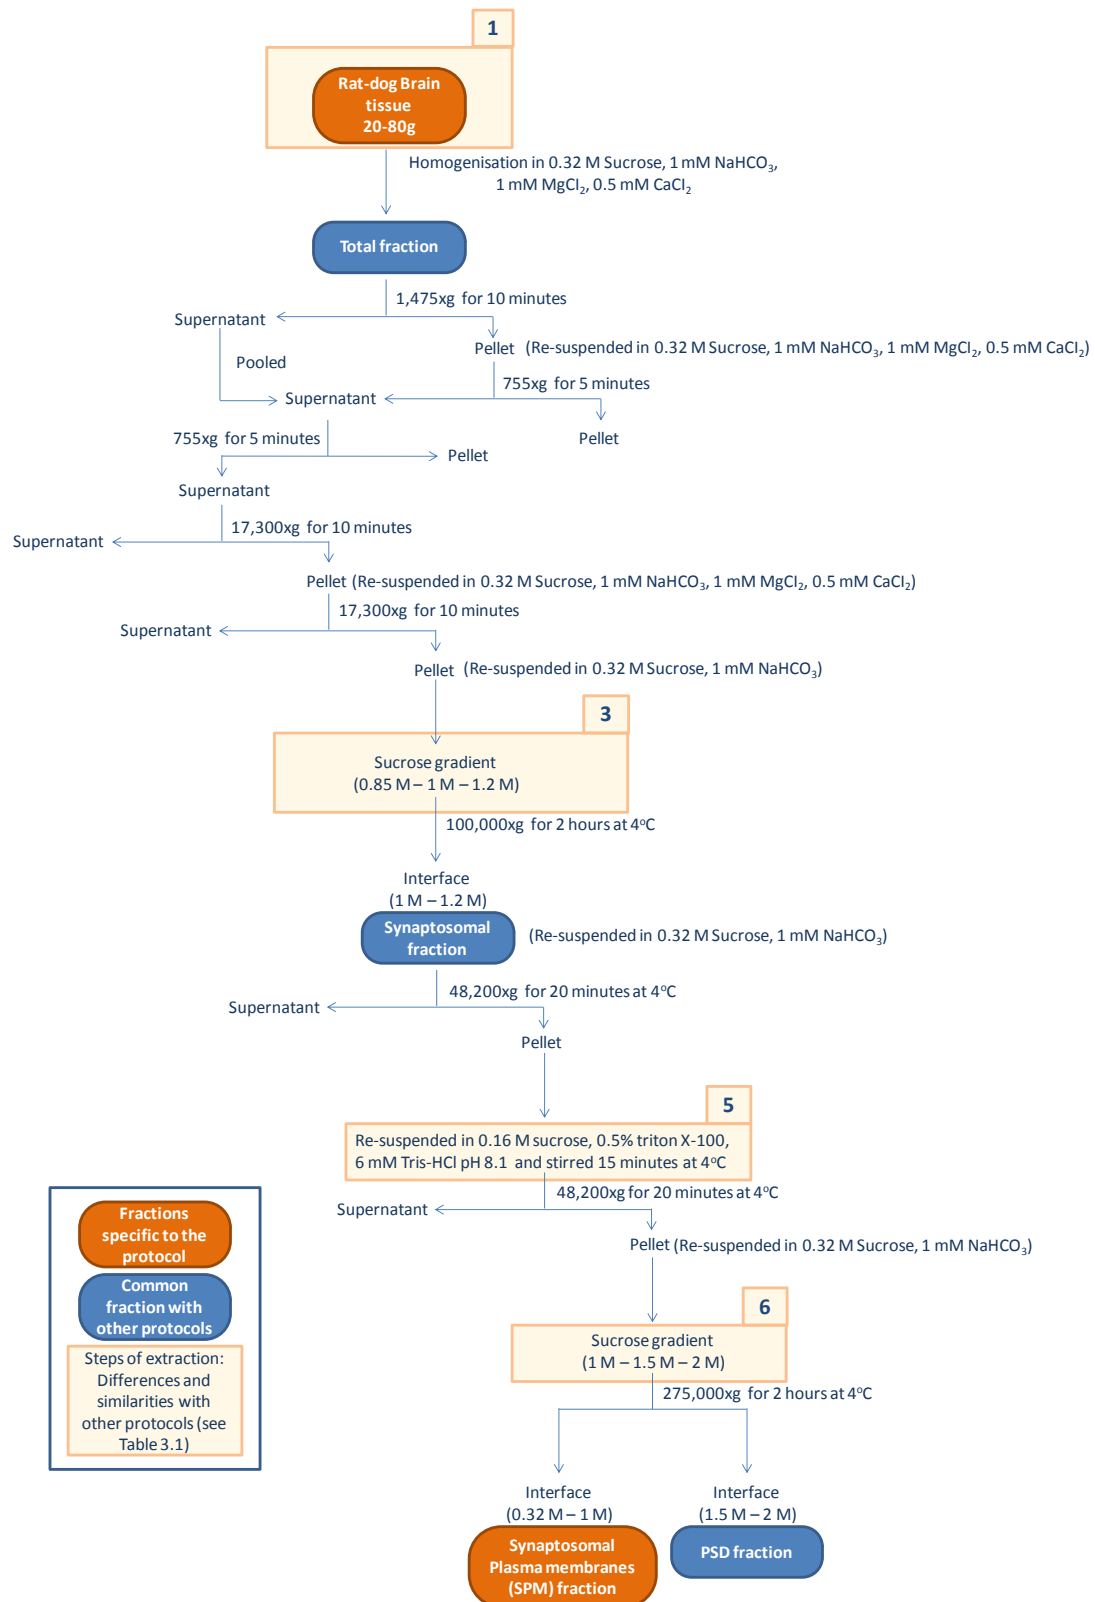 1
Rat-dog Brain
tissue
20-80g
Homogenisation in 0.32 M Sucrose, 1 mM NaHCO₃,
1 mM MgCl₂, 0.5 mM CaCl₂
Total fraction
1,475xg for 10 minutes
Supernatant
Pellet (Re-suspended in 0.32 M Sucrose, 1 mM NaHCO₃, 1 mM MgCl₂, 0.5 mM CaCl₂)
Pooled
755xg for 5 minutes
Supernatant
Pellet
755xg for 5 minutes
Pellet
Supernatant
17,300xg for 10 minutes
Supernatant
Pellet (Re-suspended in 0.32 M Sucrose, 1 mM NaHCO₃, 1 mM MgCl₂, 0.5 mM CaCl₂)
17,300xg for 10 minutes
Supernatant
Pellet (Re-suspended in 0.32 M Sucrose, 1 mM NaHCO₃)
3
Sucrose gradient
(0.85 M – 1 M – 1.2 M)
100,000xg for 2 hours at 4ºC
Interface
(1 M – 1.2 M)
Synaptosomal
fraction
(Re-suspended in 0.32 M Sucrose, 1 mM NaHCO₃)
48,200xg for 20 minutes at 4ºC
Supernatant
Pellet
5
Re-suspended in 0.16 M sucrose, 0.5% triton X-100,
6 mM Tris-HCl pH 8.1 and stirred 15 minutes at 4ºC
48,200xg for 20 minutes at 4ºC
Supernatant
Pellet (Re-suspended in 0.32 M Sucrose, 1 mM NaHCO₃)
6
Sucrose gradient
(1 M – 1.5 M – 2 M)
275,000xg for 2 hours at 4ºC
Interface
(0.32 M – 1 M)
Synaptosomal
Plasma membranes
(SPM) fraction
Interface
(1.5 M – 2 M)
PSD fraction
Fractions
specific to the
protocol
Common
fraction with
other protocols
Steps of extraction:
Differences and
similarities with
other protocols (see
Table 3.1)